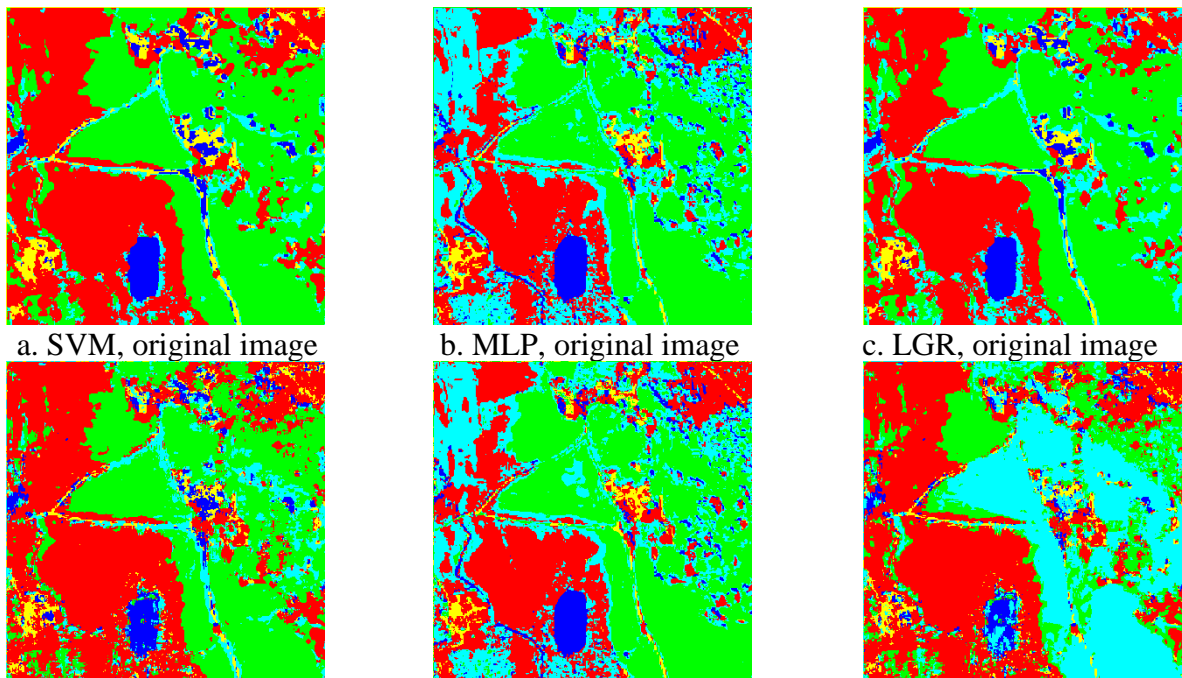 a. SVM, original image
b. MLP, original image
c. LGR, original image